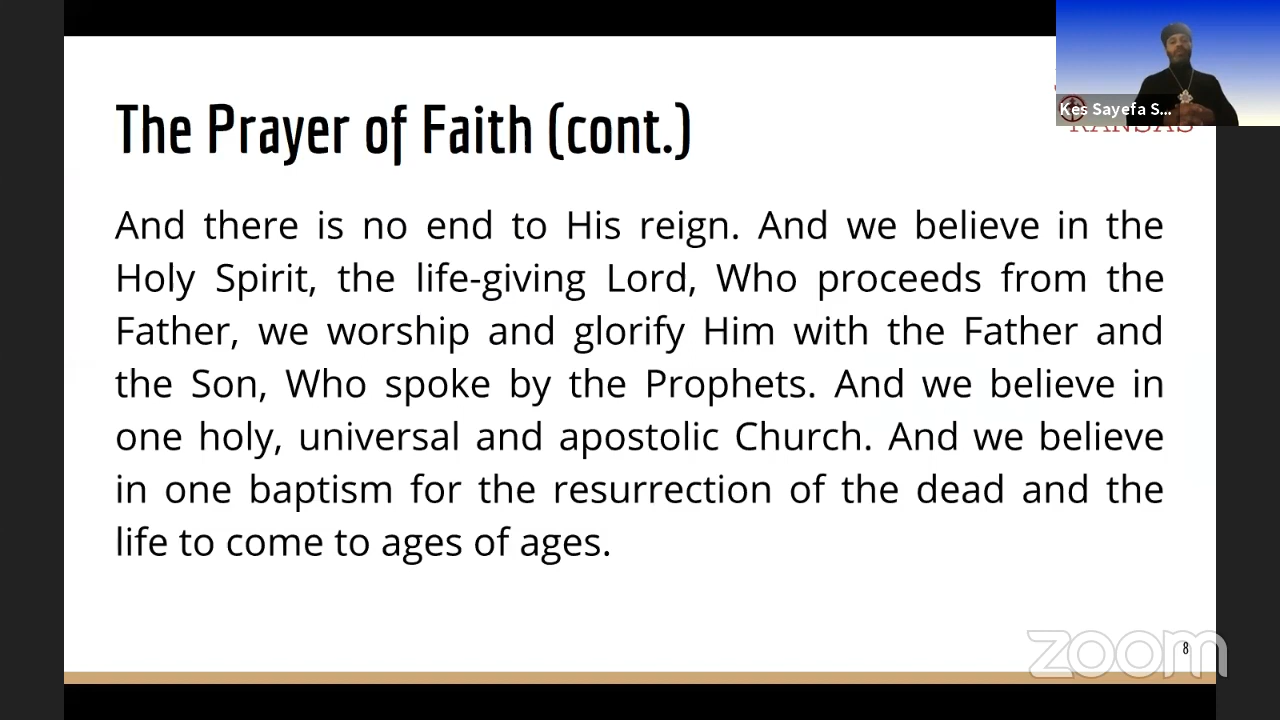 Kes Sayefa S...
KANSAS
The Prayer of Faith (cont.)
And there is no end to His reign. And we believe in the
Holy Spirit, the life-giving Lord, Who proceeds from the
Father, we worship and glorify Him with the Father and
the Son, Who spoke by the Prophets. And we believe in
one holy, universal and apostolic Church. And we believe
in one baptism for the resurrection of the dead and the
life to come to ages of ages.
8
zoom